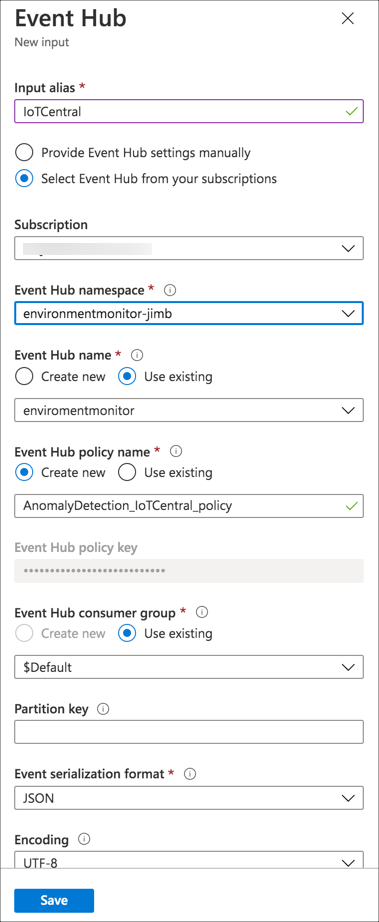 Event Hub
New input
Input alias *
IoTCentral
Provide Event Hub settings manually
Select Event Hub from your subscriptions
Subscription
Event Hub namespace *
environmentmonitor-jimb
Event Hub name *
Create new Use existing
enviromentmonitor
Event Hub policy name *
Create new Use existing
AnomalyDetection_IoTCentral_policy
Event Hub policy key
•••••••••••••••••••••••••••
Event Hub consumer group *
Create new Use existing
$Default
Partition key
Event serialization format *
JSON
Encoding
UTF-8
Save